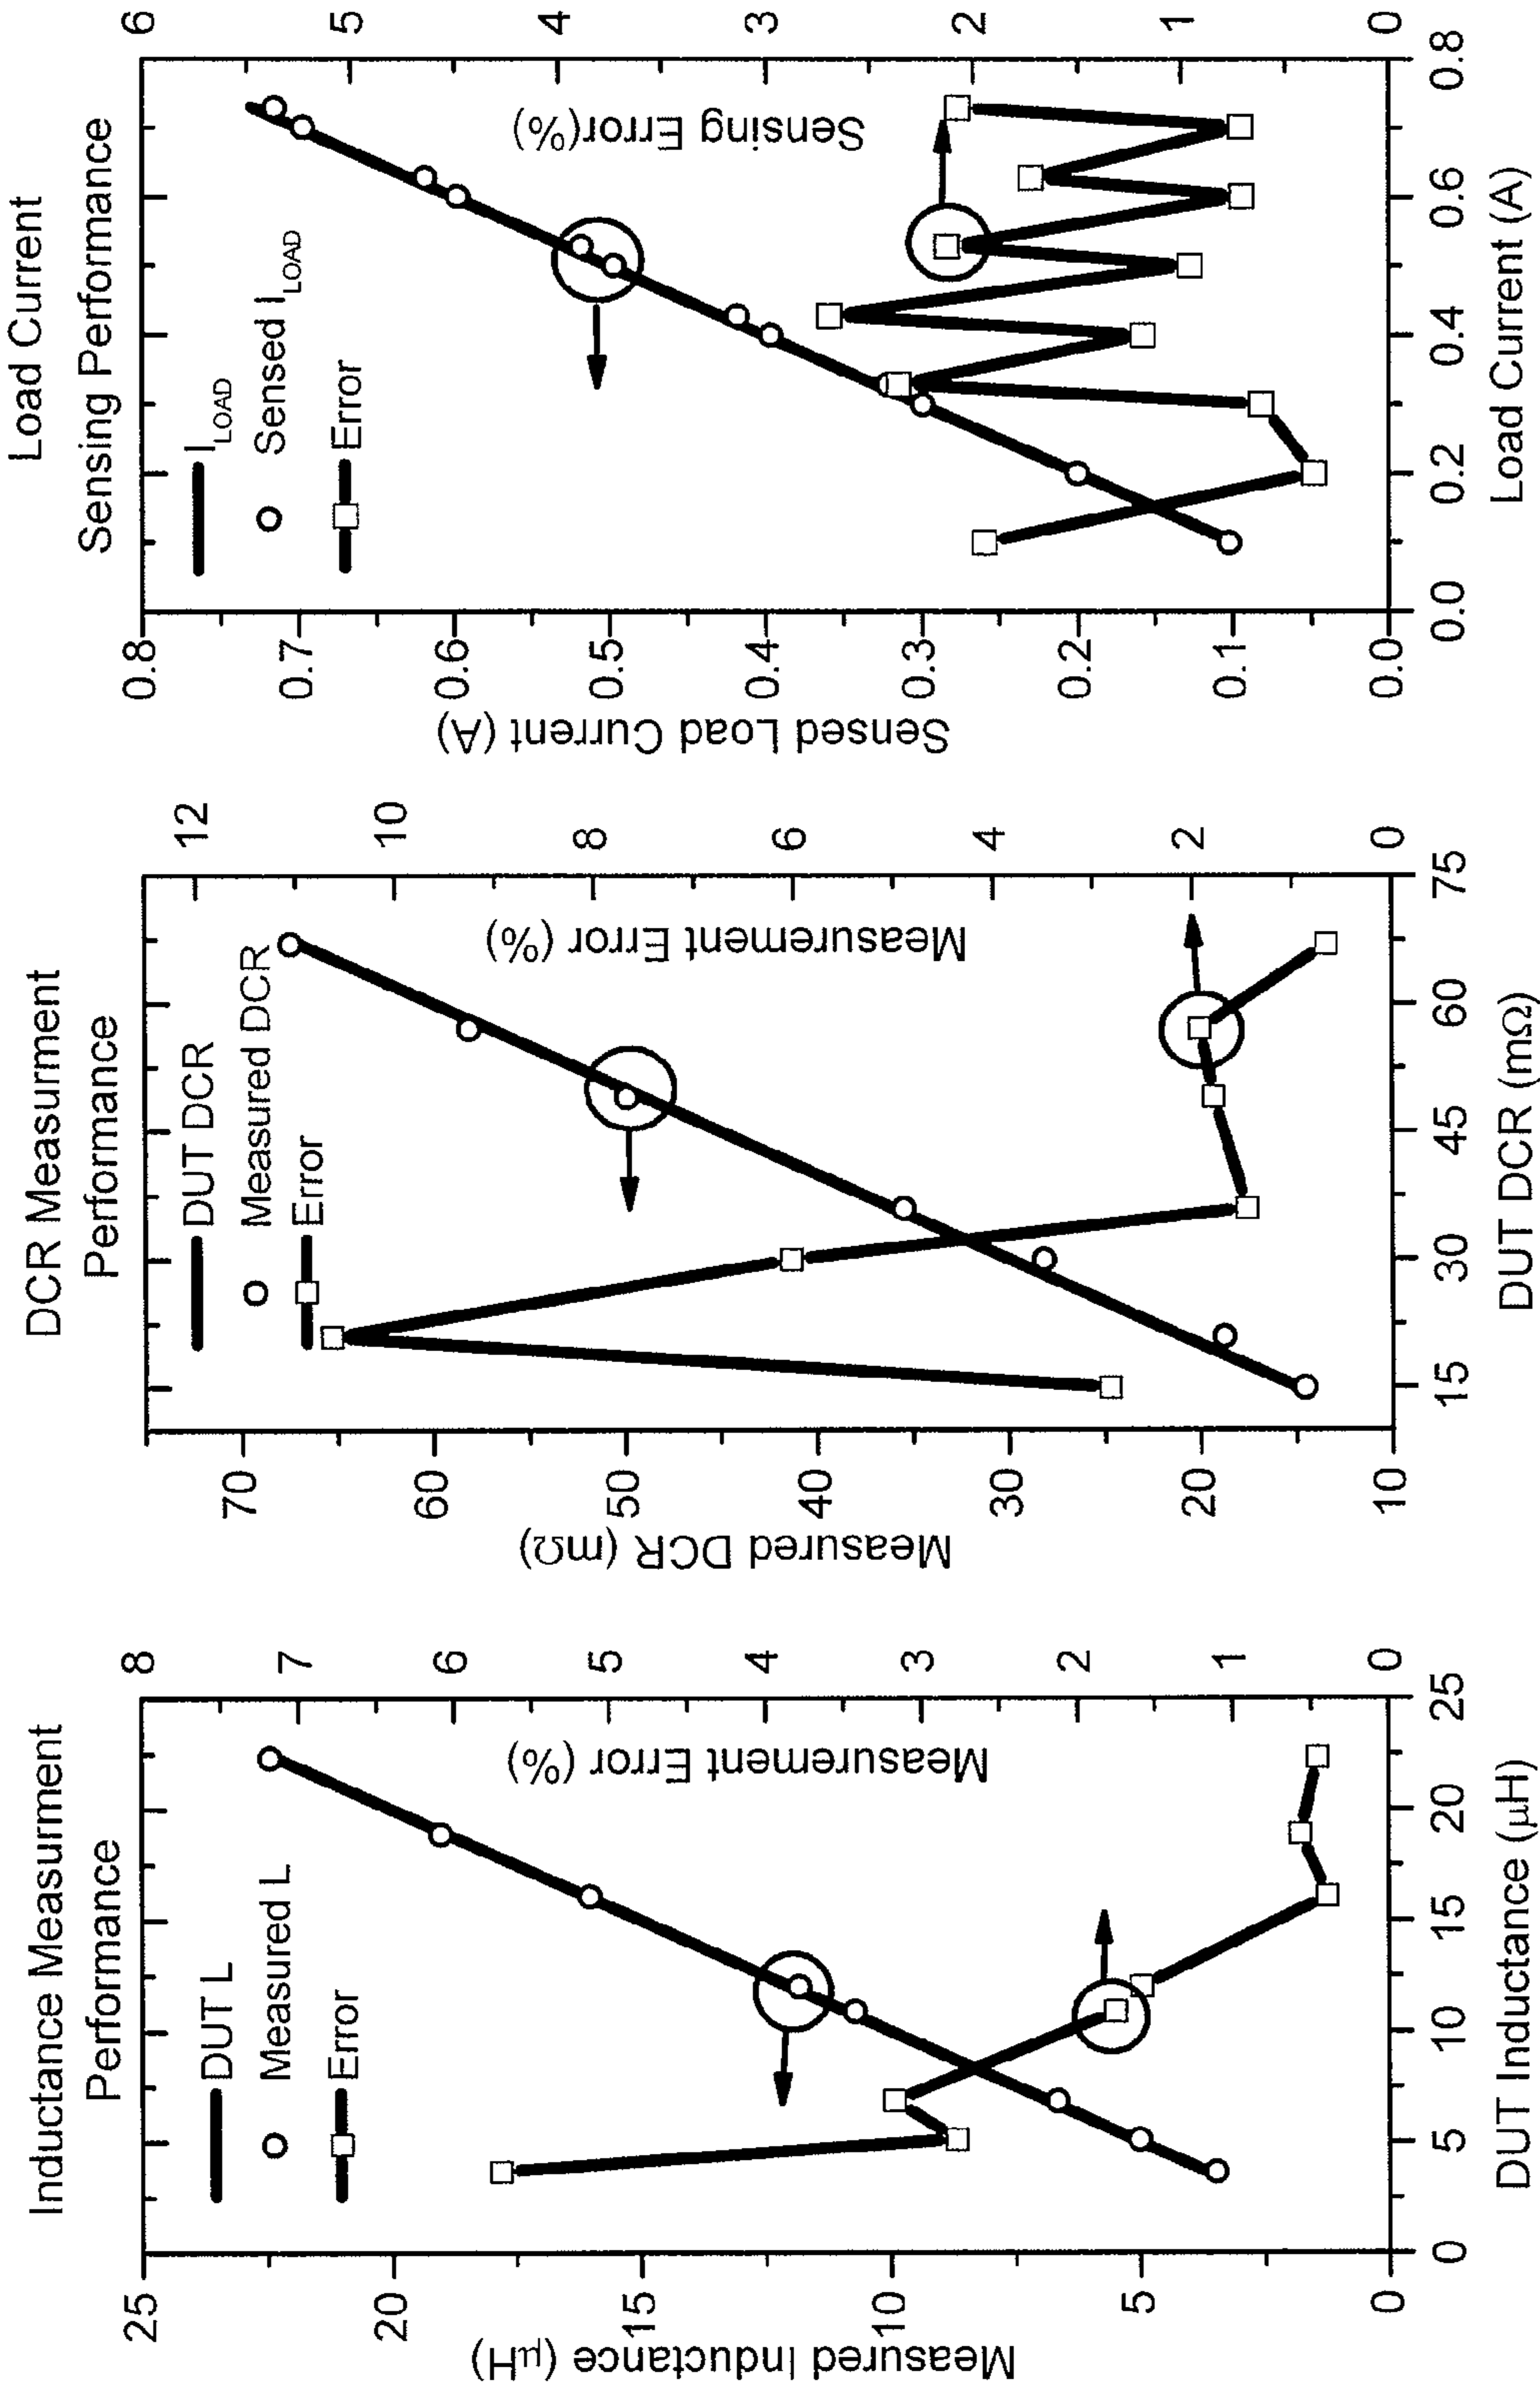 Inductance Measurment
Performance
DUT L
Measured L
Error
Measured Inductance (μH)
25
20
15
10
5
0
Measurement Error (%)
8
7
6
5
4
3
2
1
0
0
5
10
15
20
25
DUT Inductance (μH)
DCR Measurment
Performance
DUT DCR
Measured DCR
Error
Measured DCR (mΩ)
70
60
50
40
30
20
10
Measurement Error (%)
12
10
8
6
4
2
0
15
30
45
60
75
DUT DCR (mΩ)
Load Current
Sensing Performance
ILOAD
Sensed ILOAD
Error
Sensed Load Current (A)
0.8
0.7
0.6
0.5
0.4
0.3
0.2
0.1
0.0
Sensing Error(%)
6
5
4
3
2
1
0
0.0
0.2
0.4
0.6
0.8
Load Current (A)